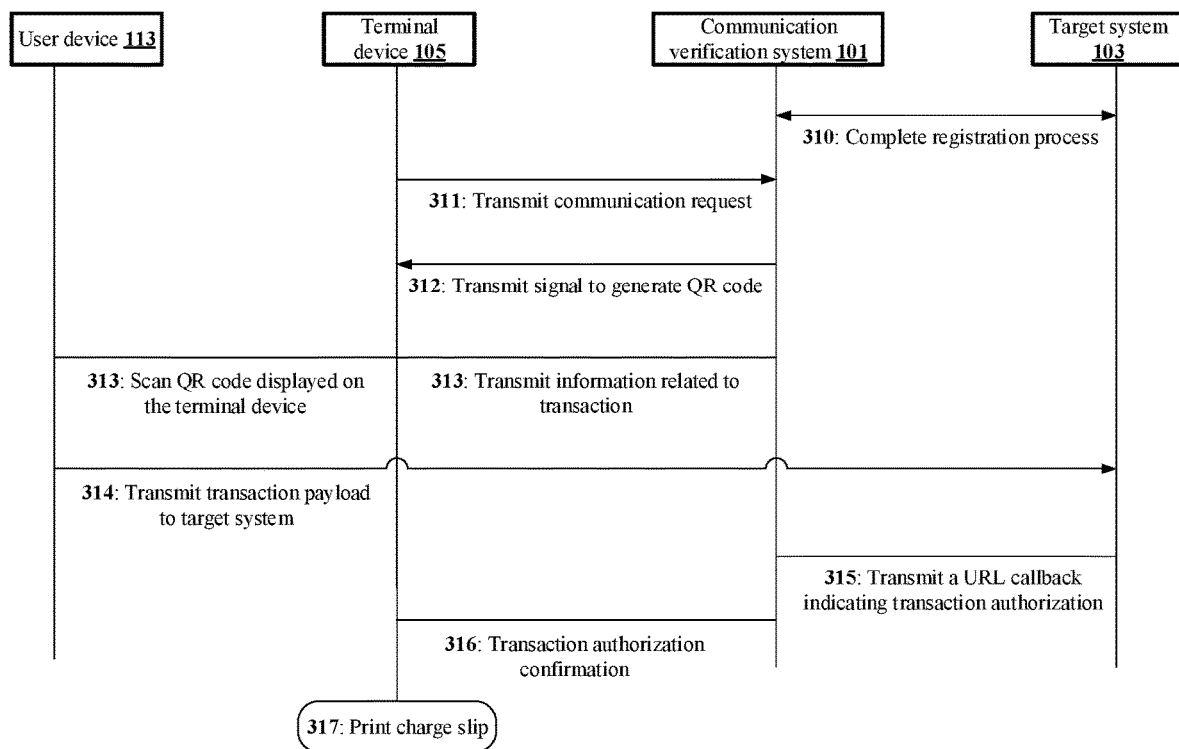 User device 113
Terminal
device 105
Communication
verification system 101
Target system
103
310: Complete registration process
311: Transmit communication request
312: Transmit signal to generate QR code
313: Scan QR code displayed on
the terminal device
313: Transmit information related to
transaction
314: Transmit transaction payload
to target system
315: Transmit a URL callback
indicating transaction authorization
316: Transaction authorization
confirmation
317: Print charge slip